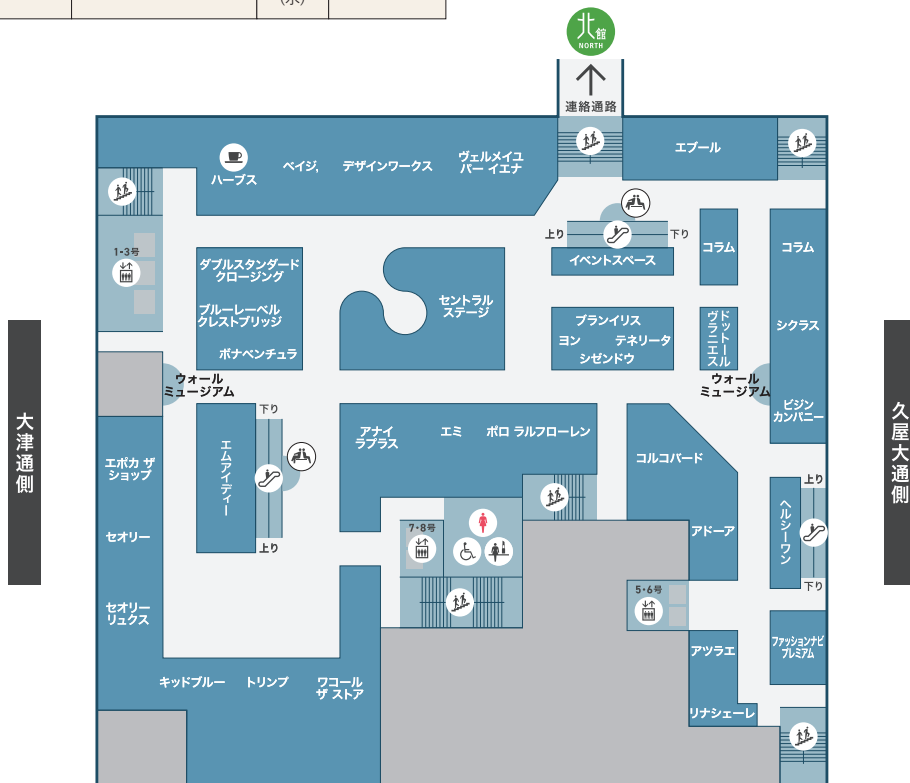 (水)
北館
NORTH
連絡通路
ハーブス
ベイジ,
デザインワークス
ヴェルメイユ
パー イエナ
エブール
1・3号
上り
下り
イベントスペース
コラム
コラム
ダブルスタンダード
クロージング
ブルーレーベル
クレストブリッジ
ボナベンチュラ
セントラル
ステージ
ブランイリス
ヨン
テネリータ
シゼンドウ
ドゥトール
ヴラニエス
シクラス
ウォール
ミュージアム
ウォール
ミュージアム
ビジン
カンパニー
大津通側
久屋大通側
下り
エムアイディー
上り
アナイ
ラプラス
エミ
ポロ ラルフローレン
コルコバード
エポカ ザ
ショップ
セオリー
セオリー
リュクス
7・8号
アドーア
上り
ヘルシーワン
下り
5・6号
アツラエ
ファッションナビ
プレミアム
キッドブルー
トリンプ
ワコール
ザ ストア
リナシェーレ